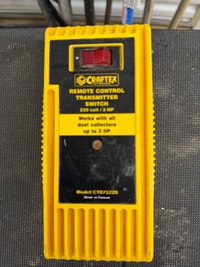 CRAFTEX
REMOTE CONTROL
TRANSMITTER
SWITCH
220 volt / 3 HP
Works with all
dust collectors
up to 3 HP
Model CT075220
Made in Taiwan